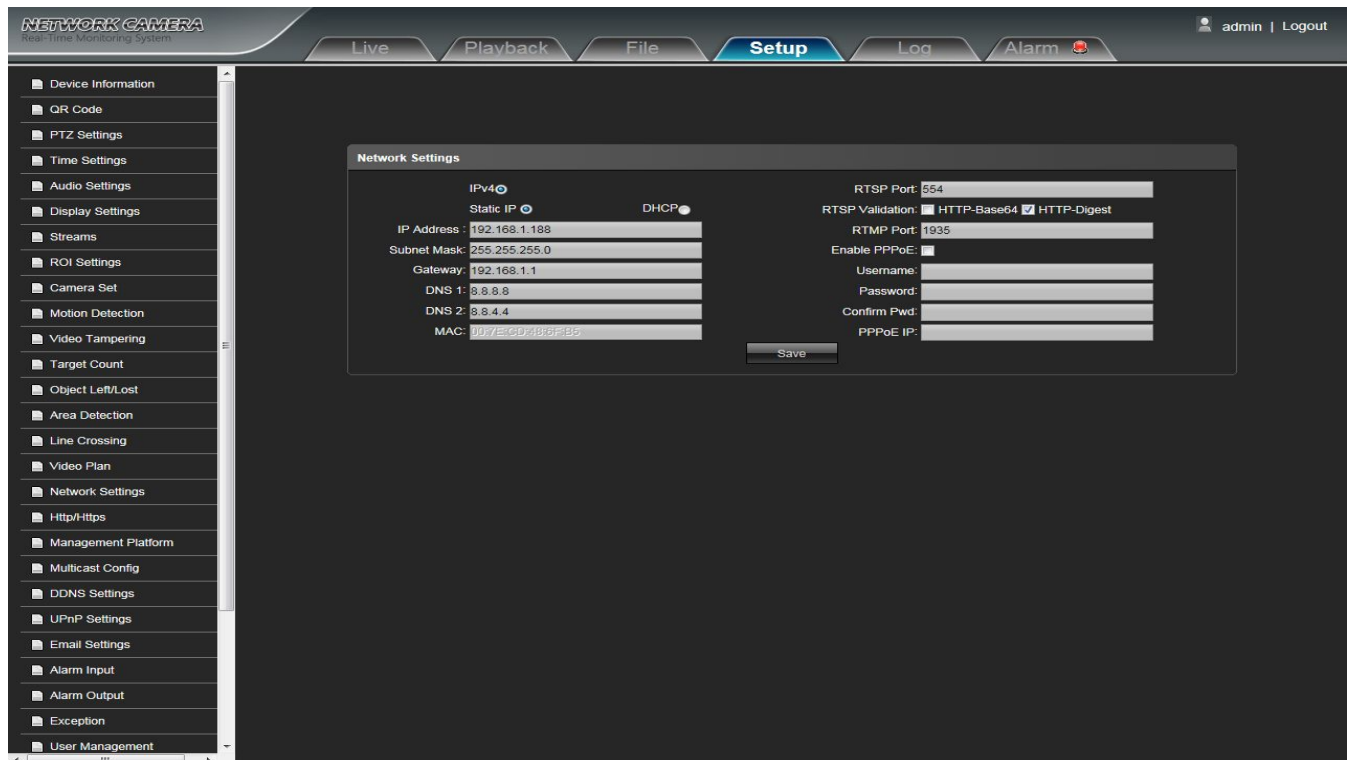 NETWORK CAMERA
Real-Time Monitoring System
Live
Playback
File
Setup
Log
Alarm
admin | Logout
Device Information
QR Code
PTZ Settings
Time Settings
Audio Settings
Display Settings
Streams
ROI Settings
Camera Set
Motion Detection
Video Tampering
Target Count
Object Left/Lost
Area Detection
Line Crossing
Video Plan
Network Settings
Http/Https
Management Platform
Multicast Config
DDNS Settings
UPnP Settings
Email Settings
Alarm Input
Alarm Output
Exception
User Management
Network Settings
IPv4
Static IP DHCP
IP Address : 192.168.1.188
Subnet Mask: 255.255.255.0
Gateway: 192.168.1.1
DNS 1: 8.8.8.8
DNS 2: 8.8.4.4
MAC:
RTSP Port: 554
RTSP Validation: HTTP-Base64 HTTP-Digest
RTMP Port: 1935
Enable PPPoE:
Username:
Password:
Confirm Pwd:
PPPoE IP:
Save